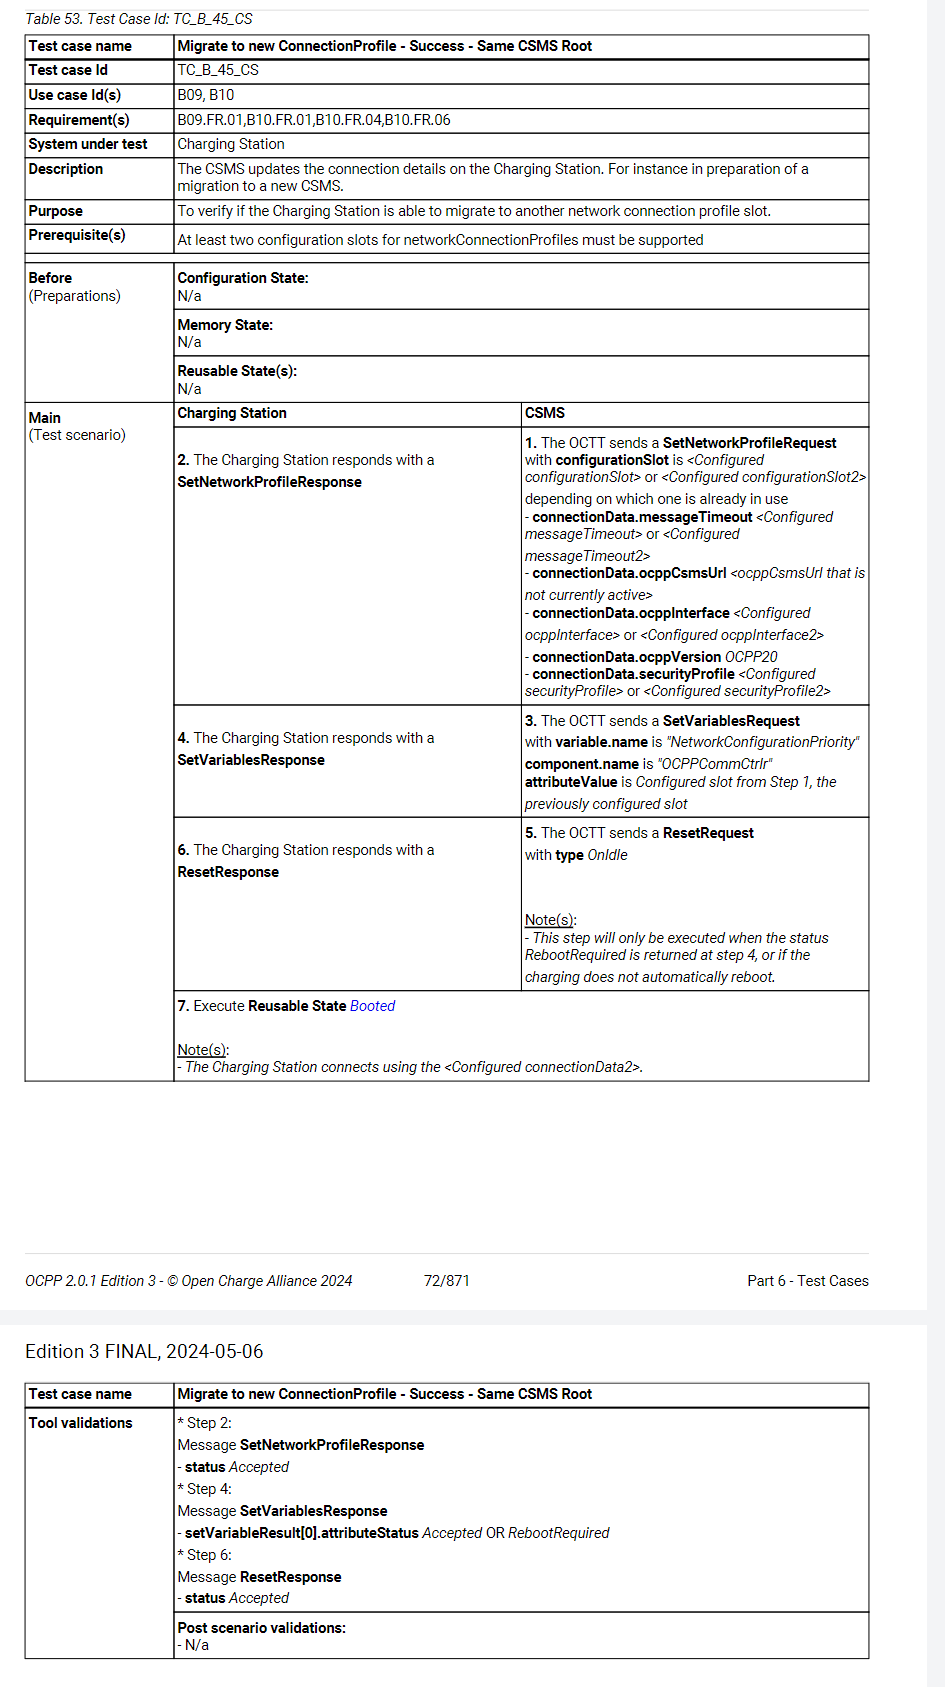 Table 53. Test Case Id: TC_B_45_CS
Test case name Migrate to new ConnectionProfile - Success - Same CSMS Root
Test case Id TC_B_45_CS
Use case Id(s) B09, B10
Requirement(s) B09.FR.01,B10.FR.01,B10.FR.04,B10.FR.06
System under test Charging Station
Description The CSMS updates the connection details on the Charging Station. For instance in preparation of a
migration to a new CSMS.
Purpose To verify if the Charging Station is able to migrate to another network connection profile slot.
Prerequisite(s) At least two configuration slots for networkConnectionProfiles must be supported
Before
(Preparations)
Configuration State:
N/a
Memory State:
N/a
Reusable State(s):
N/a
Main
(Test scenario)
Charging Station CSMS
1. The OCTT sends a SetNetworkProfileRequest
with configurationSlot is <Configured
configurationSlot> or <Configured configurationSlot2>
depending on which one is already in use
- connectionData.messageTimeout <Configured
messageTimeout> or <Configured
messageTimeout2>
- connectionData.ocppCsmsUrl <ocppCsmsUrl that is
not currently active>
- connectionData.ocppInterface <Configured
ocppInterface> or <Configured ocppInterface2>
- connectionData.ocppVersion OCPP20
- connectionData.securityProfile <Configured
securityProfile> or <Configured securityProfile2>
2. The Charging Station responds with a
SetNetworkProfileResponse
3. The OCTT sends a SetVariablesRequest
with variable.name is "NetworkConfigurationPriority"
component.name is "OCPPCommCtrlr"
attributeValue is Configured slot from Step 1, the
previously configured slot
4. The Charging Station responds with a
SetVariablesResponse
5. The OCTT sends a ResetRequest
with type OnIdle
Note(s):
- This step will only be executed when the status
RebootRequired is returned at step 4, or if the
charging does not automatically reboot.
6. The Charging Station responds with a
ResetResponse
7. Execute Reusable State Booted
Note(s):
- The Charging Station connects using the <Configured connectionData2>.
OCPP 2.0.1 Edition 3 - © Open Charge Alliance 2024 72/871 Part 6 - Test Cases
Edition 3 FINAL, 2024-05-06
Test case name Migrate to new ConnectionProfile - Success - Same CSMS Root
Tool validations
* Step 2:
Message SetNetworkProfileResponse
- status Accepted
* Step 4:
Message SetVariablesResponse
- setVariableResult[0].attributeStatus Accepted OR RebootRequired
* Step 6:
Message ResetResponse
- status Accepted
Post scenario validations:
- N/a